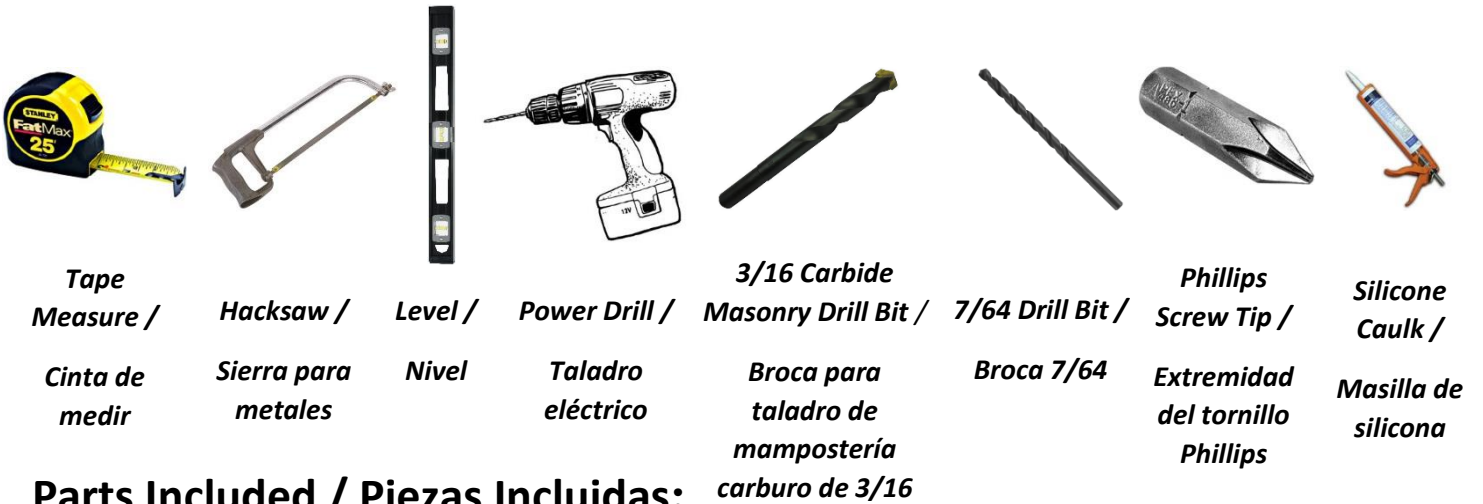 STANLEY
FatMax
25'
12V
Tape
Measure /
Cinta de
medir
Hacksaw /
Sierra para
metales
Level /
Nivel
Power Drill /
Taladro
eléctrico
3/16 Carbide
Masonry Drill Bit /
Broca para
taladro de
mampostería
carburo de 3/16
7/64 Drill Bit /
Broca 7/64
Phillips
Screw Tip /
Extremidad
del tornillo
Phillips
Silicone
Caulk /
Masilla de
silicona
Parts Included / Piezas Incluidas: